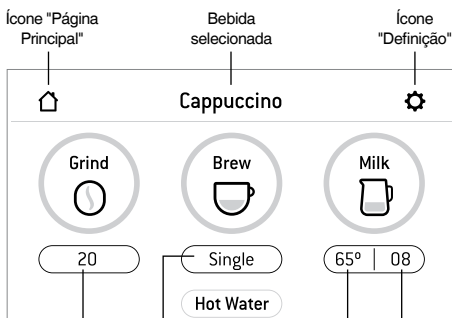 Ícone "Página
Principal"
Bebida
selecionada
Ícone
"Definição"
Cappuccino
Grind
Brew
Milk
20
Single
65º | 08
Hot Water